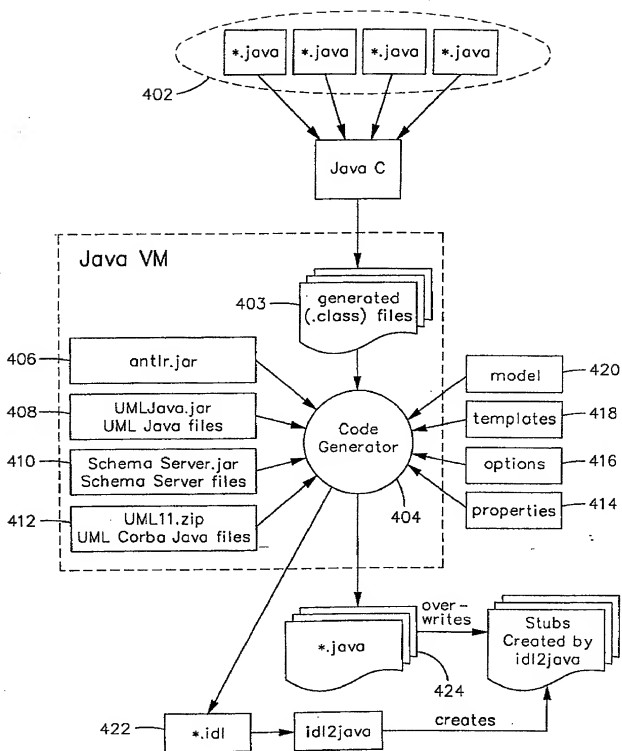 *.java
*.java
*.java
*.java
402
Java C
Java VM
403
generated
(.class) files
406
antlr.jar
408
UMLJava.jar
UML Java files
410
Schema Server.jar
Schema Server files
412
UML11.zip
UML Corba Java files
Code
Generator
404
model
420
templates
418
options
416
properties
414
*.java
424
over-
writes
Stubs
Created by
idl2java
422
*.idl
idl2java
creates